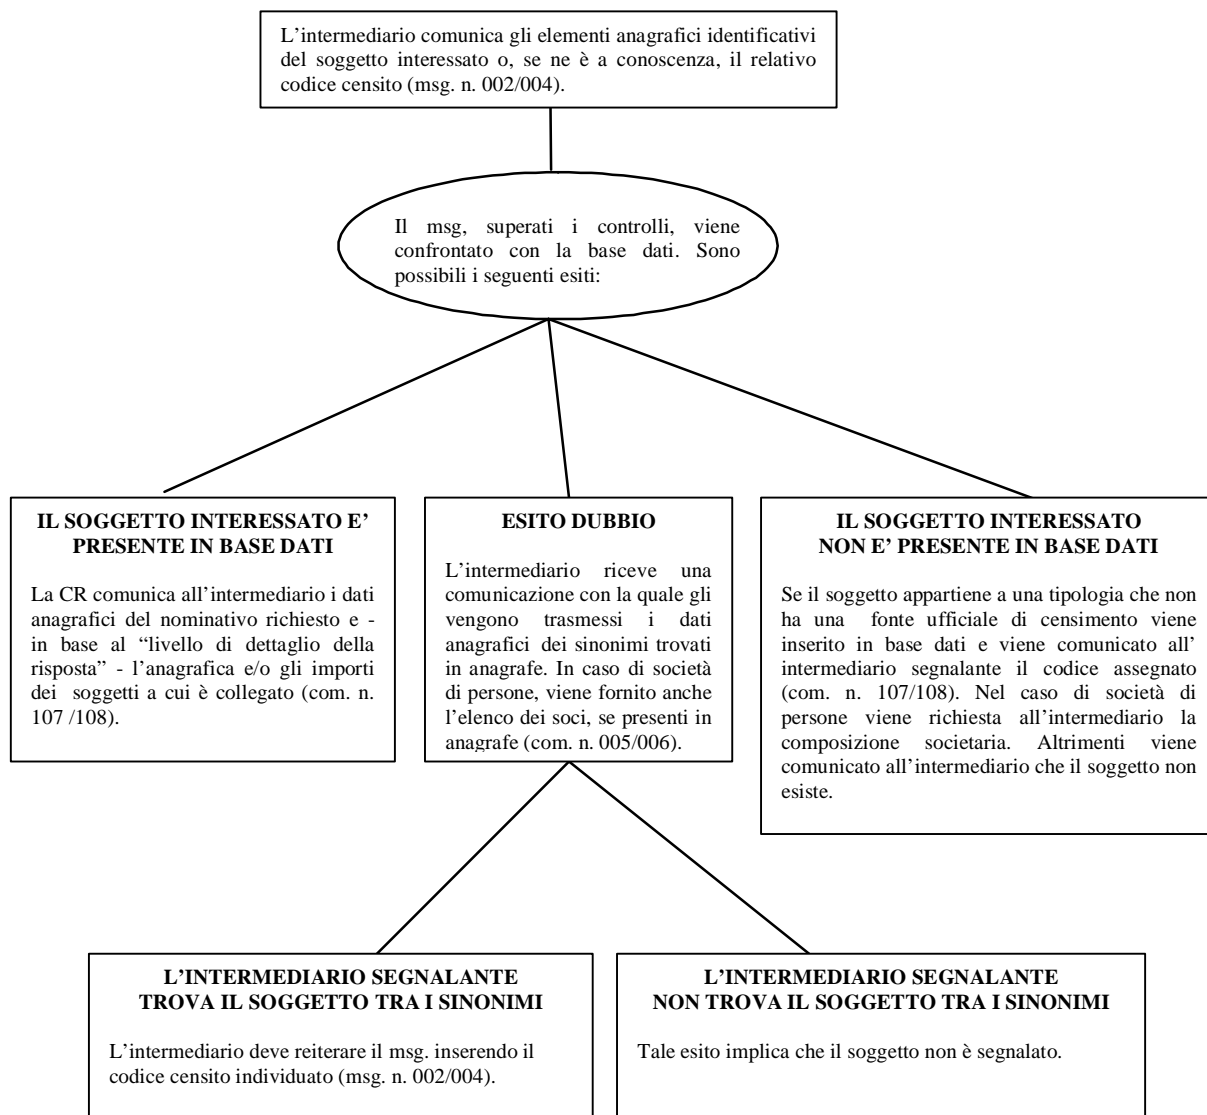 L’intermediario comunica gli elementi anagrafici identificativi
del soggetto interessato o, se ne è a conoscenza, il relativo
codice censito (msg. n. 002/004).
Il msg, superati i controlli, viene
confrontato con la base dati. Sono
possibili i seguenti esiti:
IL SOGGETTO INTERESSATO E’
PRESENTE IN BASE DATI
La CR comunica all’intermediario i dati
anagrafici del nominativo richiesto e -
in base al “livello di dettaglio della
risposta” - l’anagrafica e/o gli importi
dei soggetti a cui è collegato (com. n.
107 /108).
ESITO DUBBIO
L’intermediario riceve una
comunicazione con la quale gli
vengono trasmessi i dati
anagrafici dei sinonimi trovati
in anagrafe. In caso di società
di persone, viene fornito anche
l’elenco dei soci, se presenti in
anagrafe (com. n. 005/006).
IL SOGGETTO INTERESSATO
NON E’ PRESENTE IN BASE DATI
Se il soggetto appartiene a una tipologia che non
ha una fonte ufficiale di censimento viene
inserito in base dati e viene comunicato all’
intermediario segnalante il codice assegnato
(com. n. 107/108). Nel caso di società di
persone viene richiesta all’intermediario la
composizione societaria. Altrimenti viene
comunicato all’intermediario che il soggetto non
esiste.
L’INTERMEDIARIO SEGNALANTE
TROVA IL SOGGETTO TRA I SINONIMI
L’intermediario deve reiterare il msg. inserendo il
codice censito individuato (msg. n. 002/004).
L’INTERMEDIARIO SEGNALANTE
NON TROVA IL SOGGETTO TRA I SINONIMI
Tale esito implica che il soggetto non è segnalato.